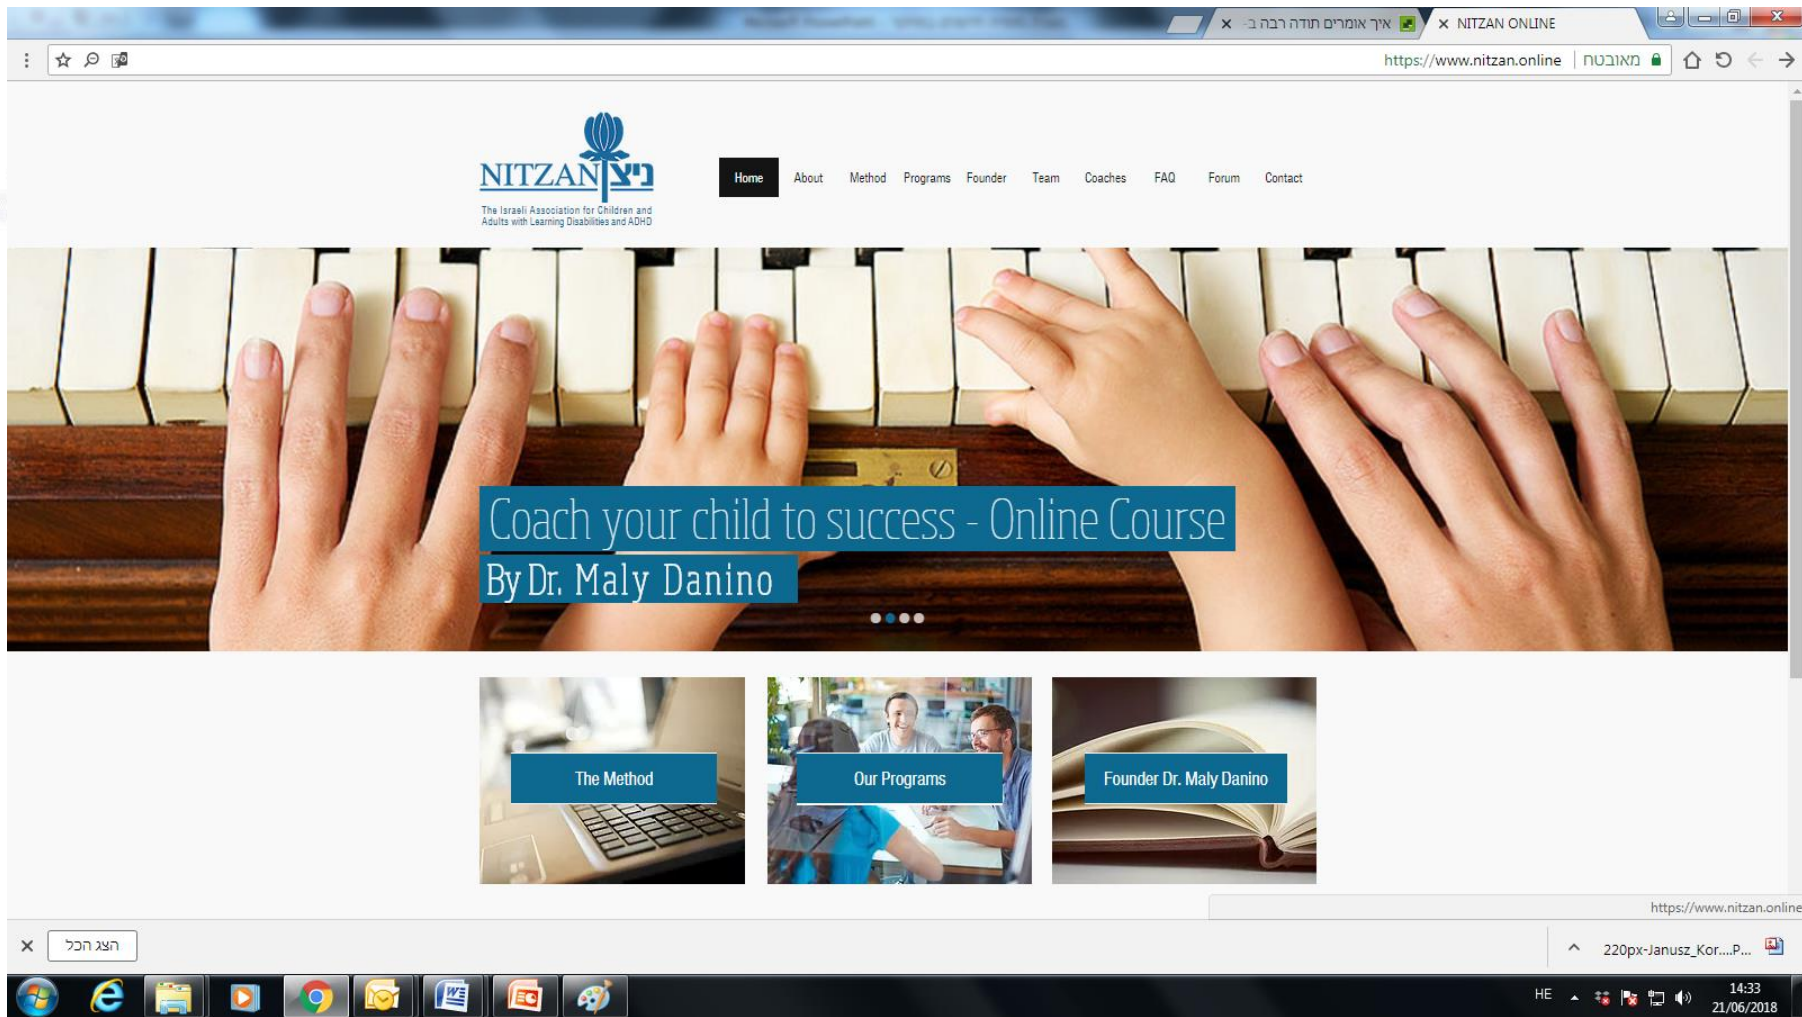 איך אומרים תודה רבה ב-
NITZAN ONLINE
https://www.nitzan.online
מאובטח
NITZAN ניצן
The Israeli Association for Children and
Adults with Learning Disabilities and ADHD
Home About Method Programs Founder Team Coaches FAQ Forum Contact
Coach your child to success - Online Course
By Dr. Maly Danino
The Method
Our Programs
Founder Dr. Maly Danino
https://www.nitzan.online
הצג הכל
220px-Janusz_Kor....P...
HE
14:33
21/06/2018